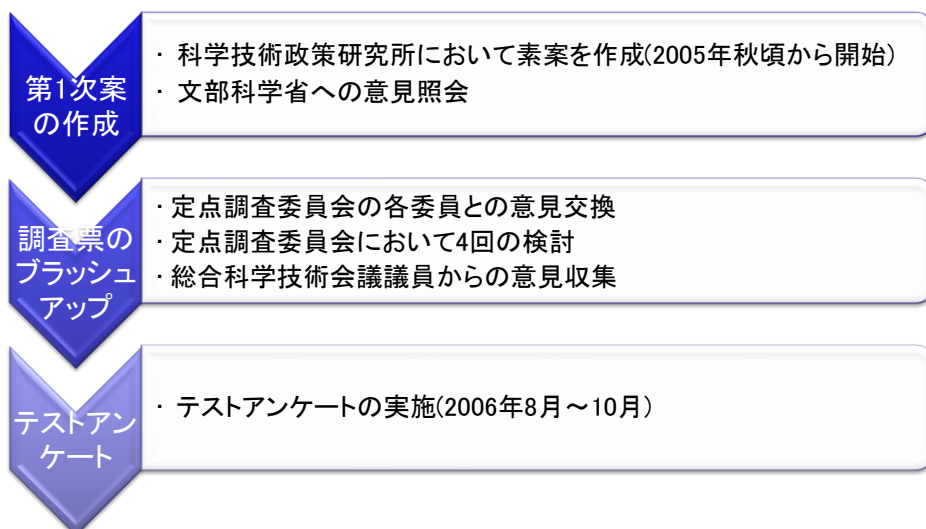 第1次案
の作成
・ 科学技術政策研究所において素案を作成(2005年秋頃から開始)
・ 文部科学省への意見照会
調査票の
ブラッシュ
アップ
・定点調査委員会の各委員との意見交換
・定点調査委員会において4回の検討
・総合科学技術会議議員からの意見収集
テストアン
ケート
・ テストアンケートの実施(2006年8月～10月)